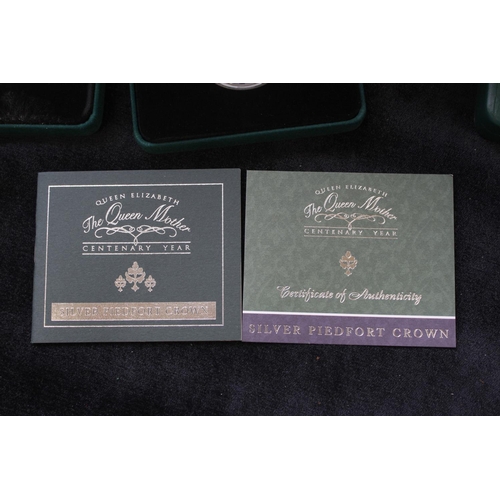 QUEEN ELIZABETH
The Queen Mother
CENTENARY YEAR
SILVER PIEDFORT CROWN
QUEEN ELIZABETH
The Queen Mother
CENTENARY YEAR
Certificate of Authenticity
SILVER PIEDFORT CROWN